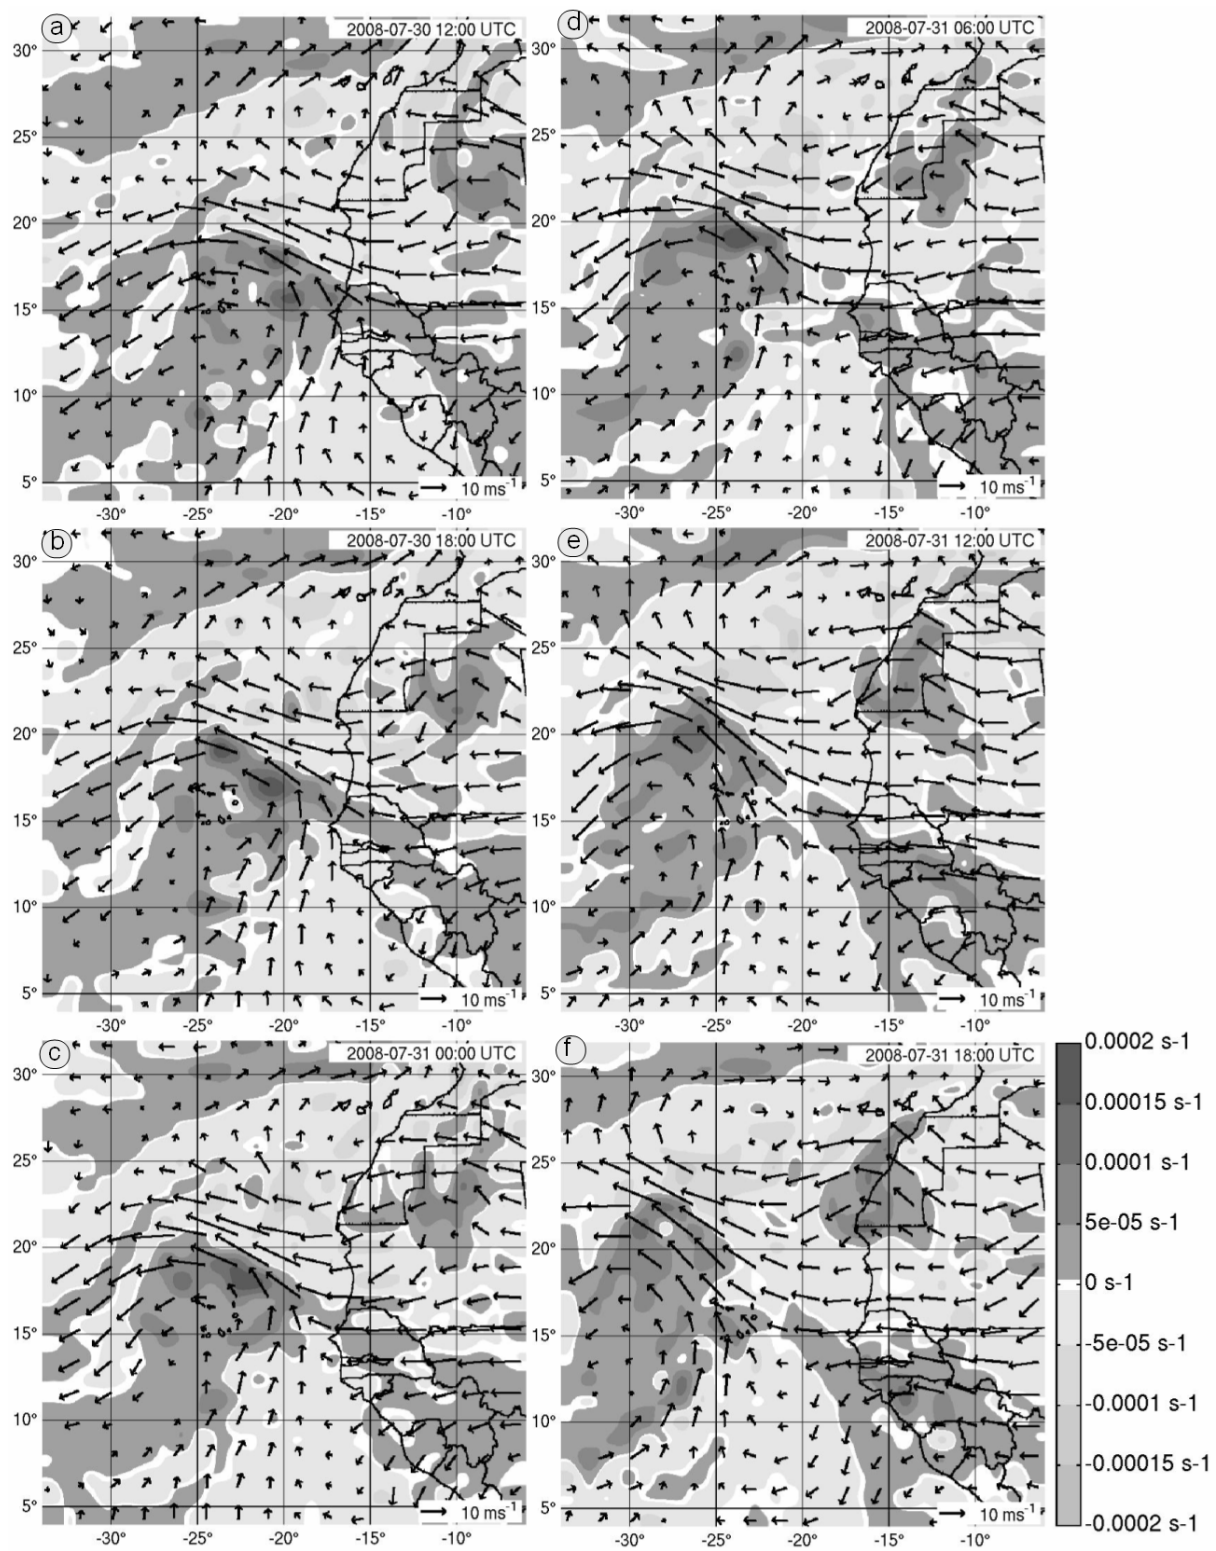 a 2008-07-30 12:00 UTC
30°
25°
20°
15°
10°
5°
10 ms-1
-30 -25 -20 -15 -10
d 2008-07-31 06:00 UTC
30°
25°
20°
15°
10°
5°
10 ms-1
-30 -25 -20 -15 -10
b 2008-07-30 18:00 UTC
30°
25°
20°
15°
10°
5°
10 ms-1
-30 -25 -20 -15 -10
e 2008-07-31 12:00 UTC
30°
25°
20°
15°
10°
5°
10 ms-1
-30 -25 -20 -15 -10
c 2008-07-31 00:00 UTC
30°
25°
20°
15°
10°
5°
10 ms-1
-30 -25 -20 -15 -10
f 2008-07-31 18:00 UTC
30°
25°
20°
15°
10°
5°
10 ms-1
-30 -25 -20 -15 -10
0.0002 s-1
0.00015 s-1
0.0001 s-1
5e-05 s-1
0 s-1
-5e-05 s-1
-0.0001 s-1
-0.00015 s-1
-0.0002 s-1